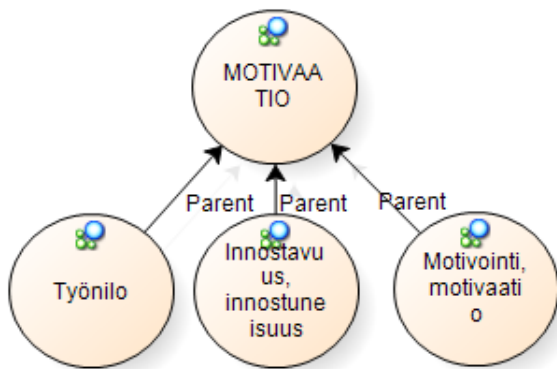 MOTIVAA
TIO
Parent
Parent
Parent
Työnilo
Innostavu
us,
innostune
isuus
Motivointi,
motivaati
o